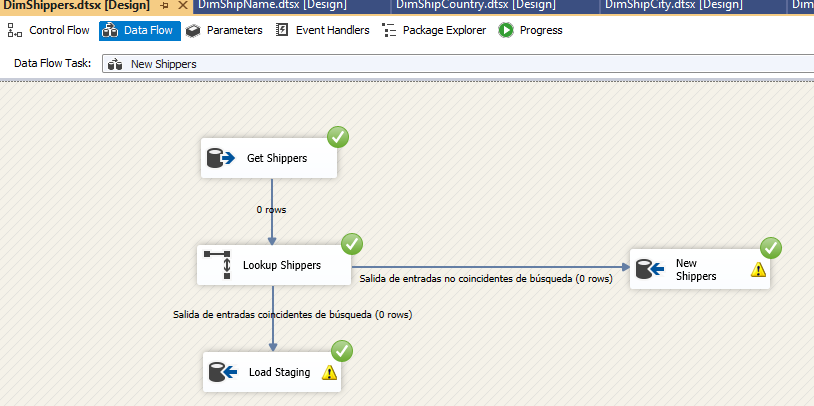 DimShippers.dtsx [Design]
DimShipName.dtsx [Design]
DimShipCountry.dtsx [Design]
DimShipCity.dtsx [Design]
Control Flow
Data Flow
Parameters
Event Handlers
Package Explorer
Progress
Data Flow Task:
New Shippers
Get Shippers
0 rows
Lookup Shippers
New
Shippers
Salida de entradas no coincidentes de búsqueda (0 rows)
Salida de entradas coincidentes de búsqueda (0 rows)
Load Staging